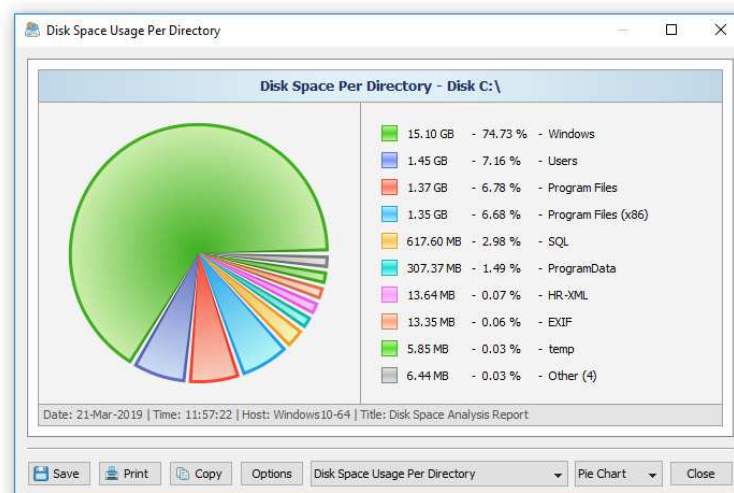 Disk Space Usage Per Directory
Disk Space Per Directory - Disk C:\
15.10 GB - 74.73 % - Windows
1.45 GB - 7.16 % - Users
1.37 GB - 6.78 % - Program Files
1.35 GB - 6.68 % - Program Files (x86)
617.60 MB - 2.98 % - SQL
307.37 MB - 1.49 % - ProgramData
13.64 MB - 0.07 % - HR-XML
13.35 MB - 0.06 % - EXIF
5.85 MB - 0.03 % - temp
6.44 MB - 0.03 % - Other (4)
Date: 21-Mar-2019 | Time: 11:57:22 | Host: Windows10-64 | Title: Disk Space Analysis Report
Save Print Copy Options Disk Space Usage Per Directory Pie Chart Close